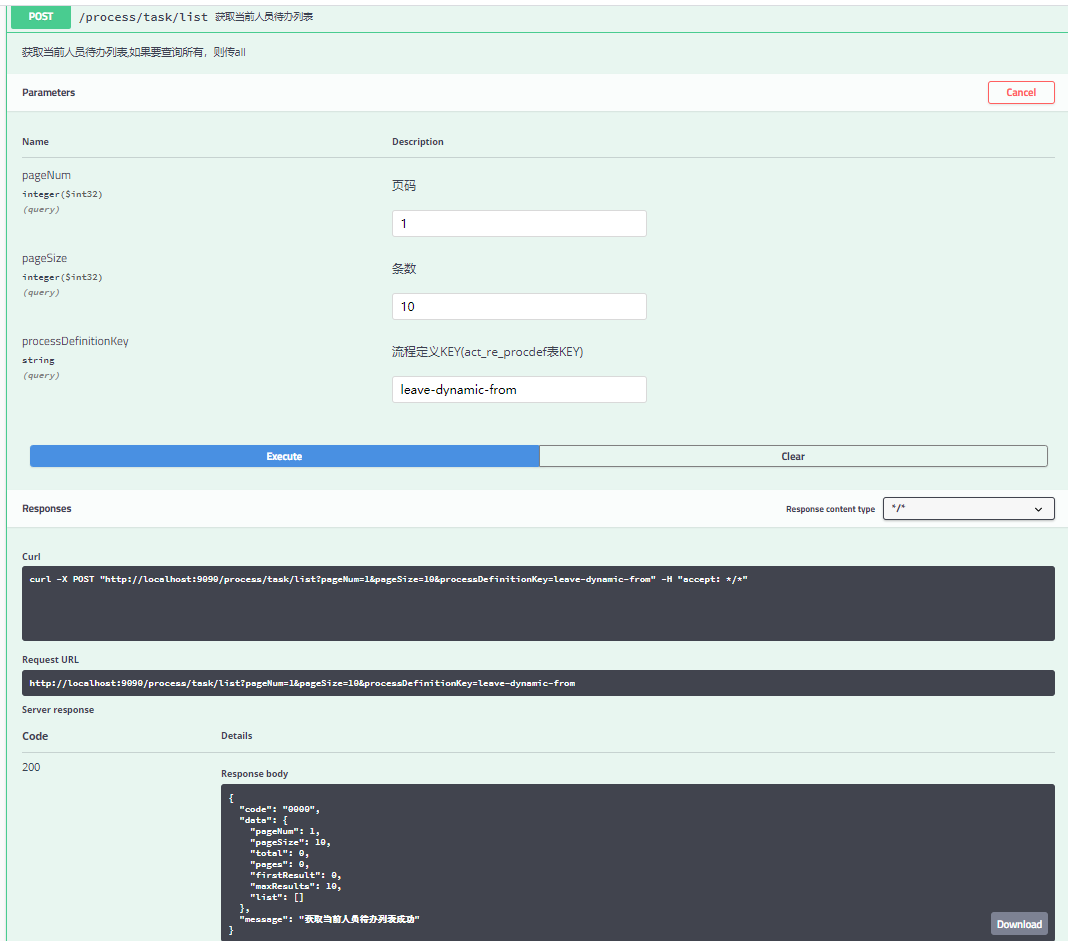 POST /process/task/list 获取当前人员待办列表
获取当前人员待办列表,如果要查询所有，则传all
Parameters
Cancel
Name Description
pageNum
integer($int32)
(query)
页码
1
pageSize
integer($int32)
(query)
条数
10
processDefinitionKey
string
(query)
流程定义KEY(act_re_procdef表KEY)
leave-dynamic-from
Execute Clear
Responses Response content type */*
Curl
curl -X POST "http://localhost:9090/process/task/list?pageNum=1&pageSize=10&processDefinitionKey=leave-dynamic-from" -H "accept: */*"
Request URL
http://localhost:9090/process/task/list?pageNum=1&pageSize=10&processDefinitionKey=leave-dynamic-from
Server response
Code Details
200
Response body
{
"code": "0000",
"data": {
"pageNum": 1,
"pageSize": 10,
"total": 0,
"pages": 0,
"firstResult": 0,
"maxResults": 10,
"list": []
},
"message": "获取当前人员待办列表成功"
}
Download